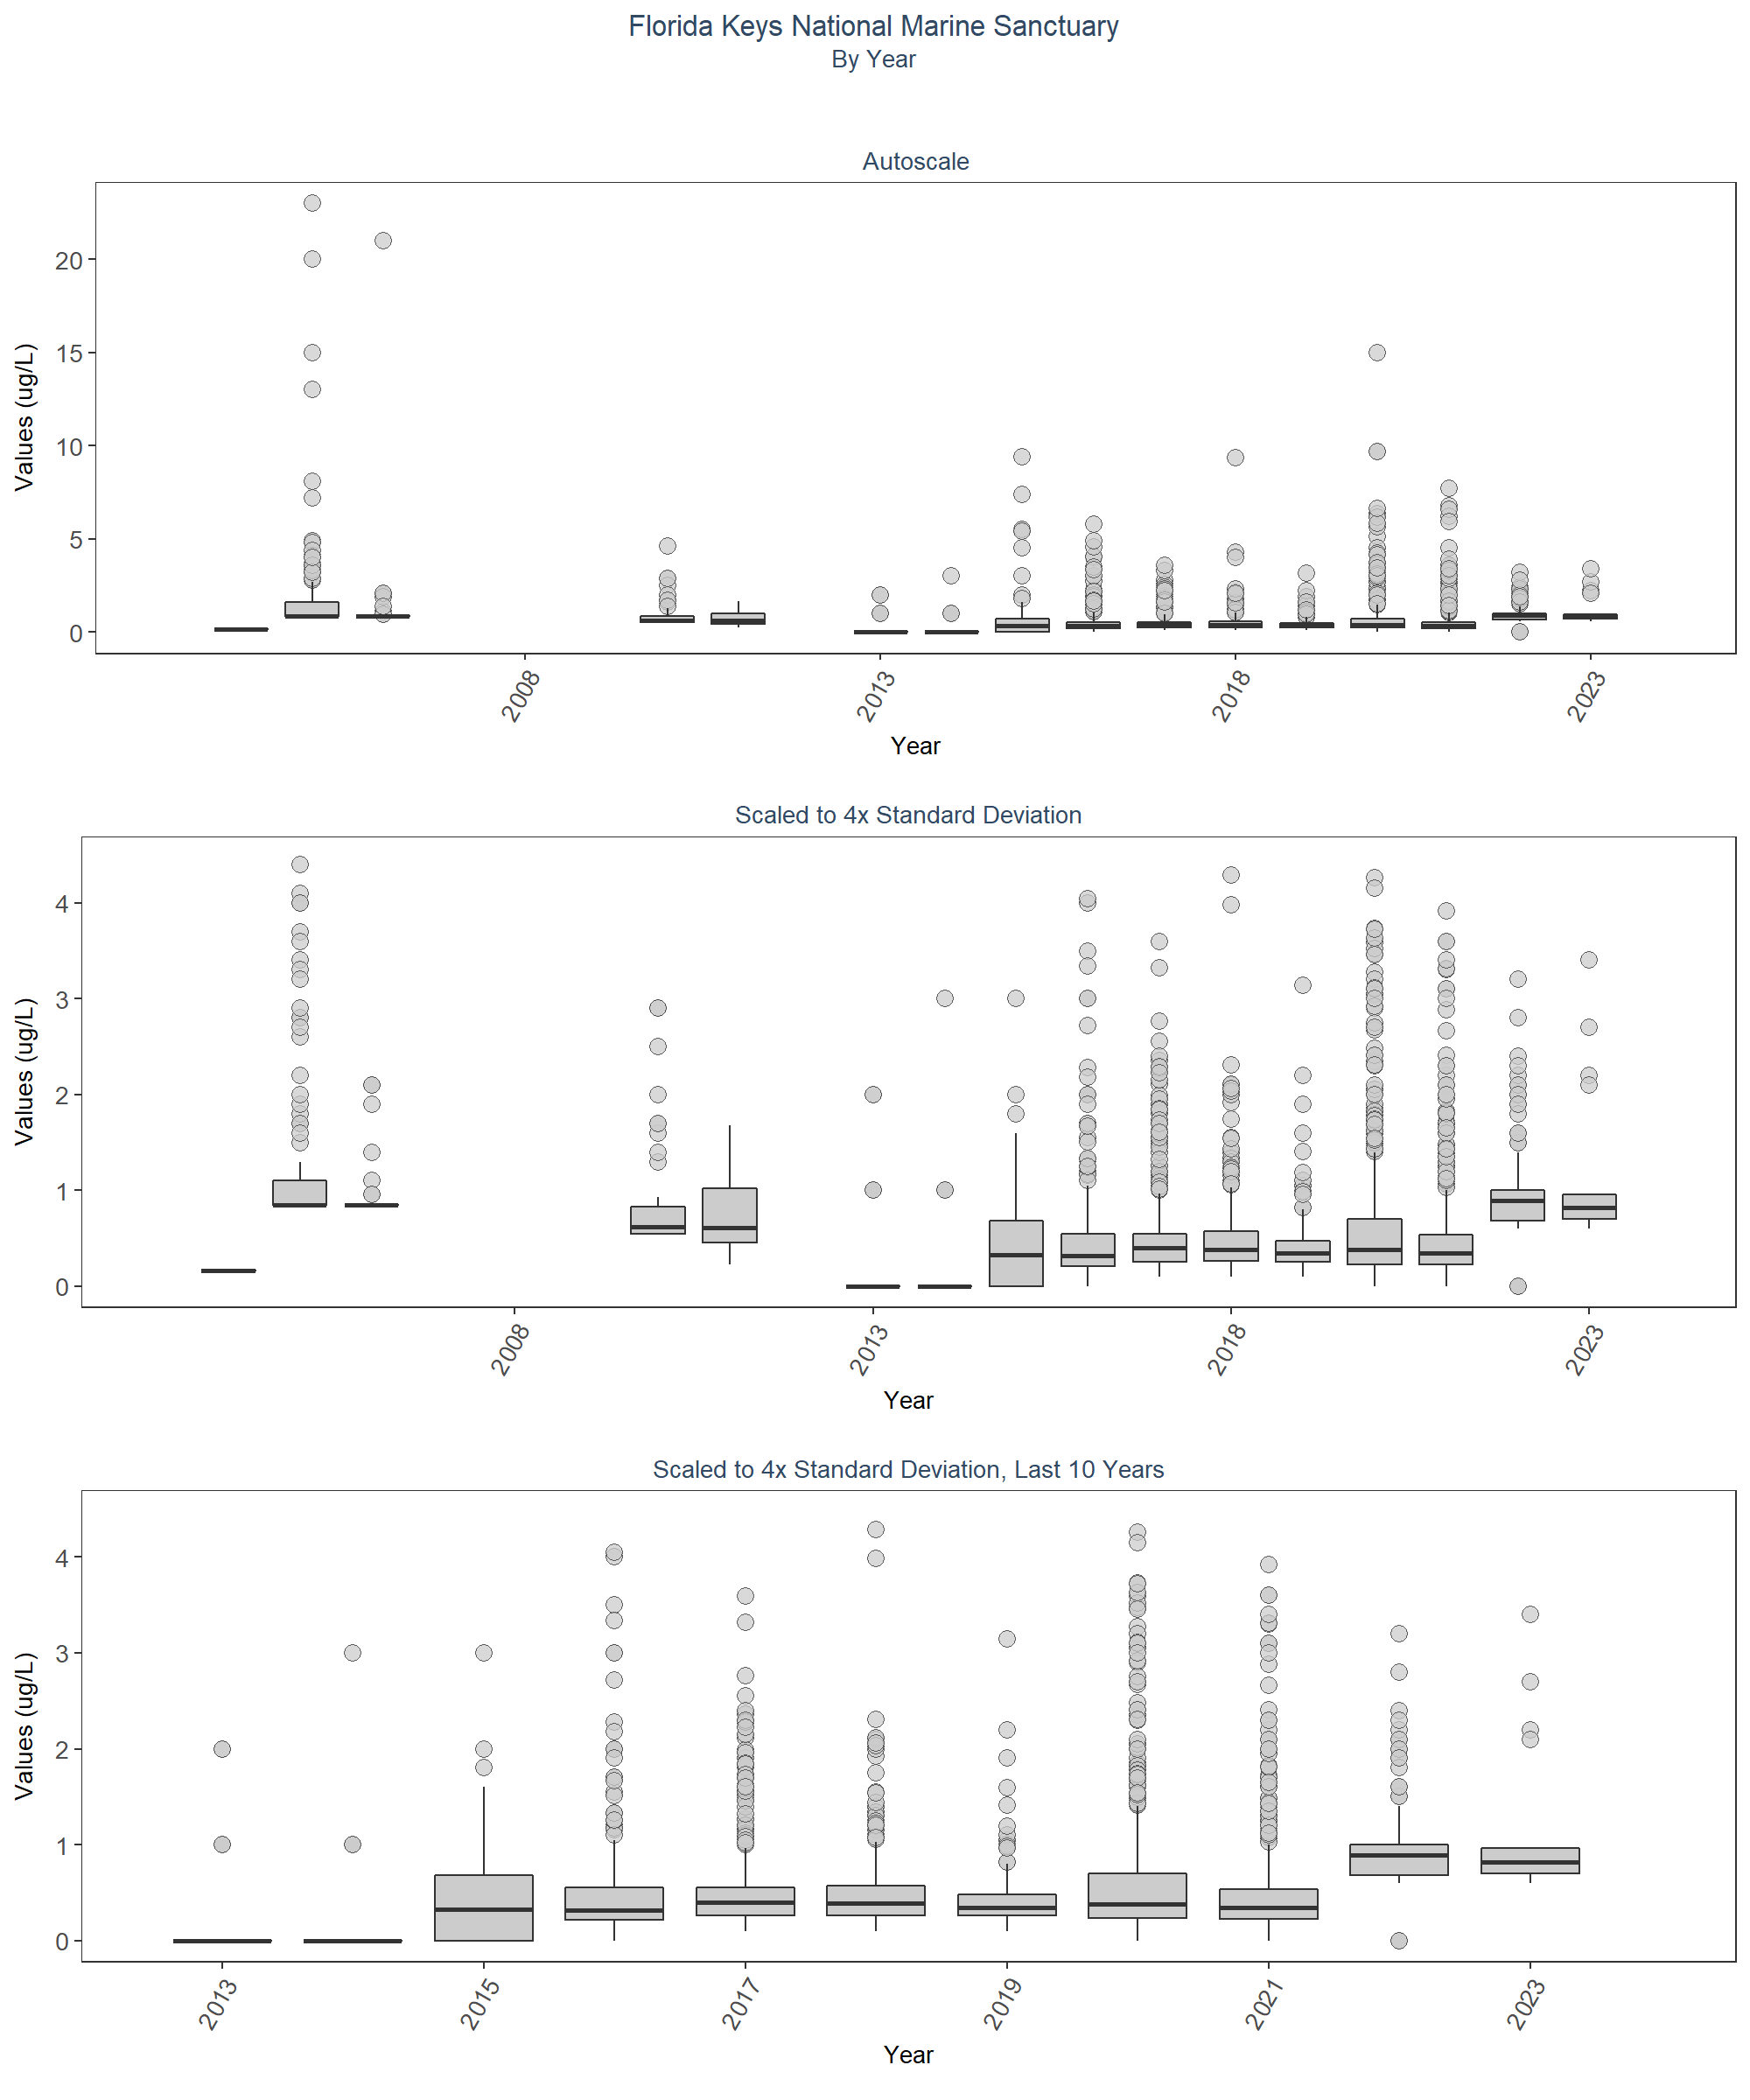 Florida Keys National Marine Sanctuary
By Year
Autoscale
Values (ug/L)
20
15
10
5
0
2008
2013
2018
2023
Year
Scaled to 4x Standard Deviation
Values (ug/L)
4
3
2
1
0
2008
2013
2018
2023
Year
Scaled to 4x Standard Deviation, Last 10 Years
Values (ug/L)
4
3
2
1
0
2013
2015
2017
2019
2021
2023
Year